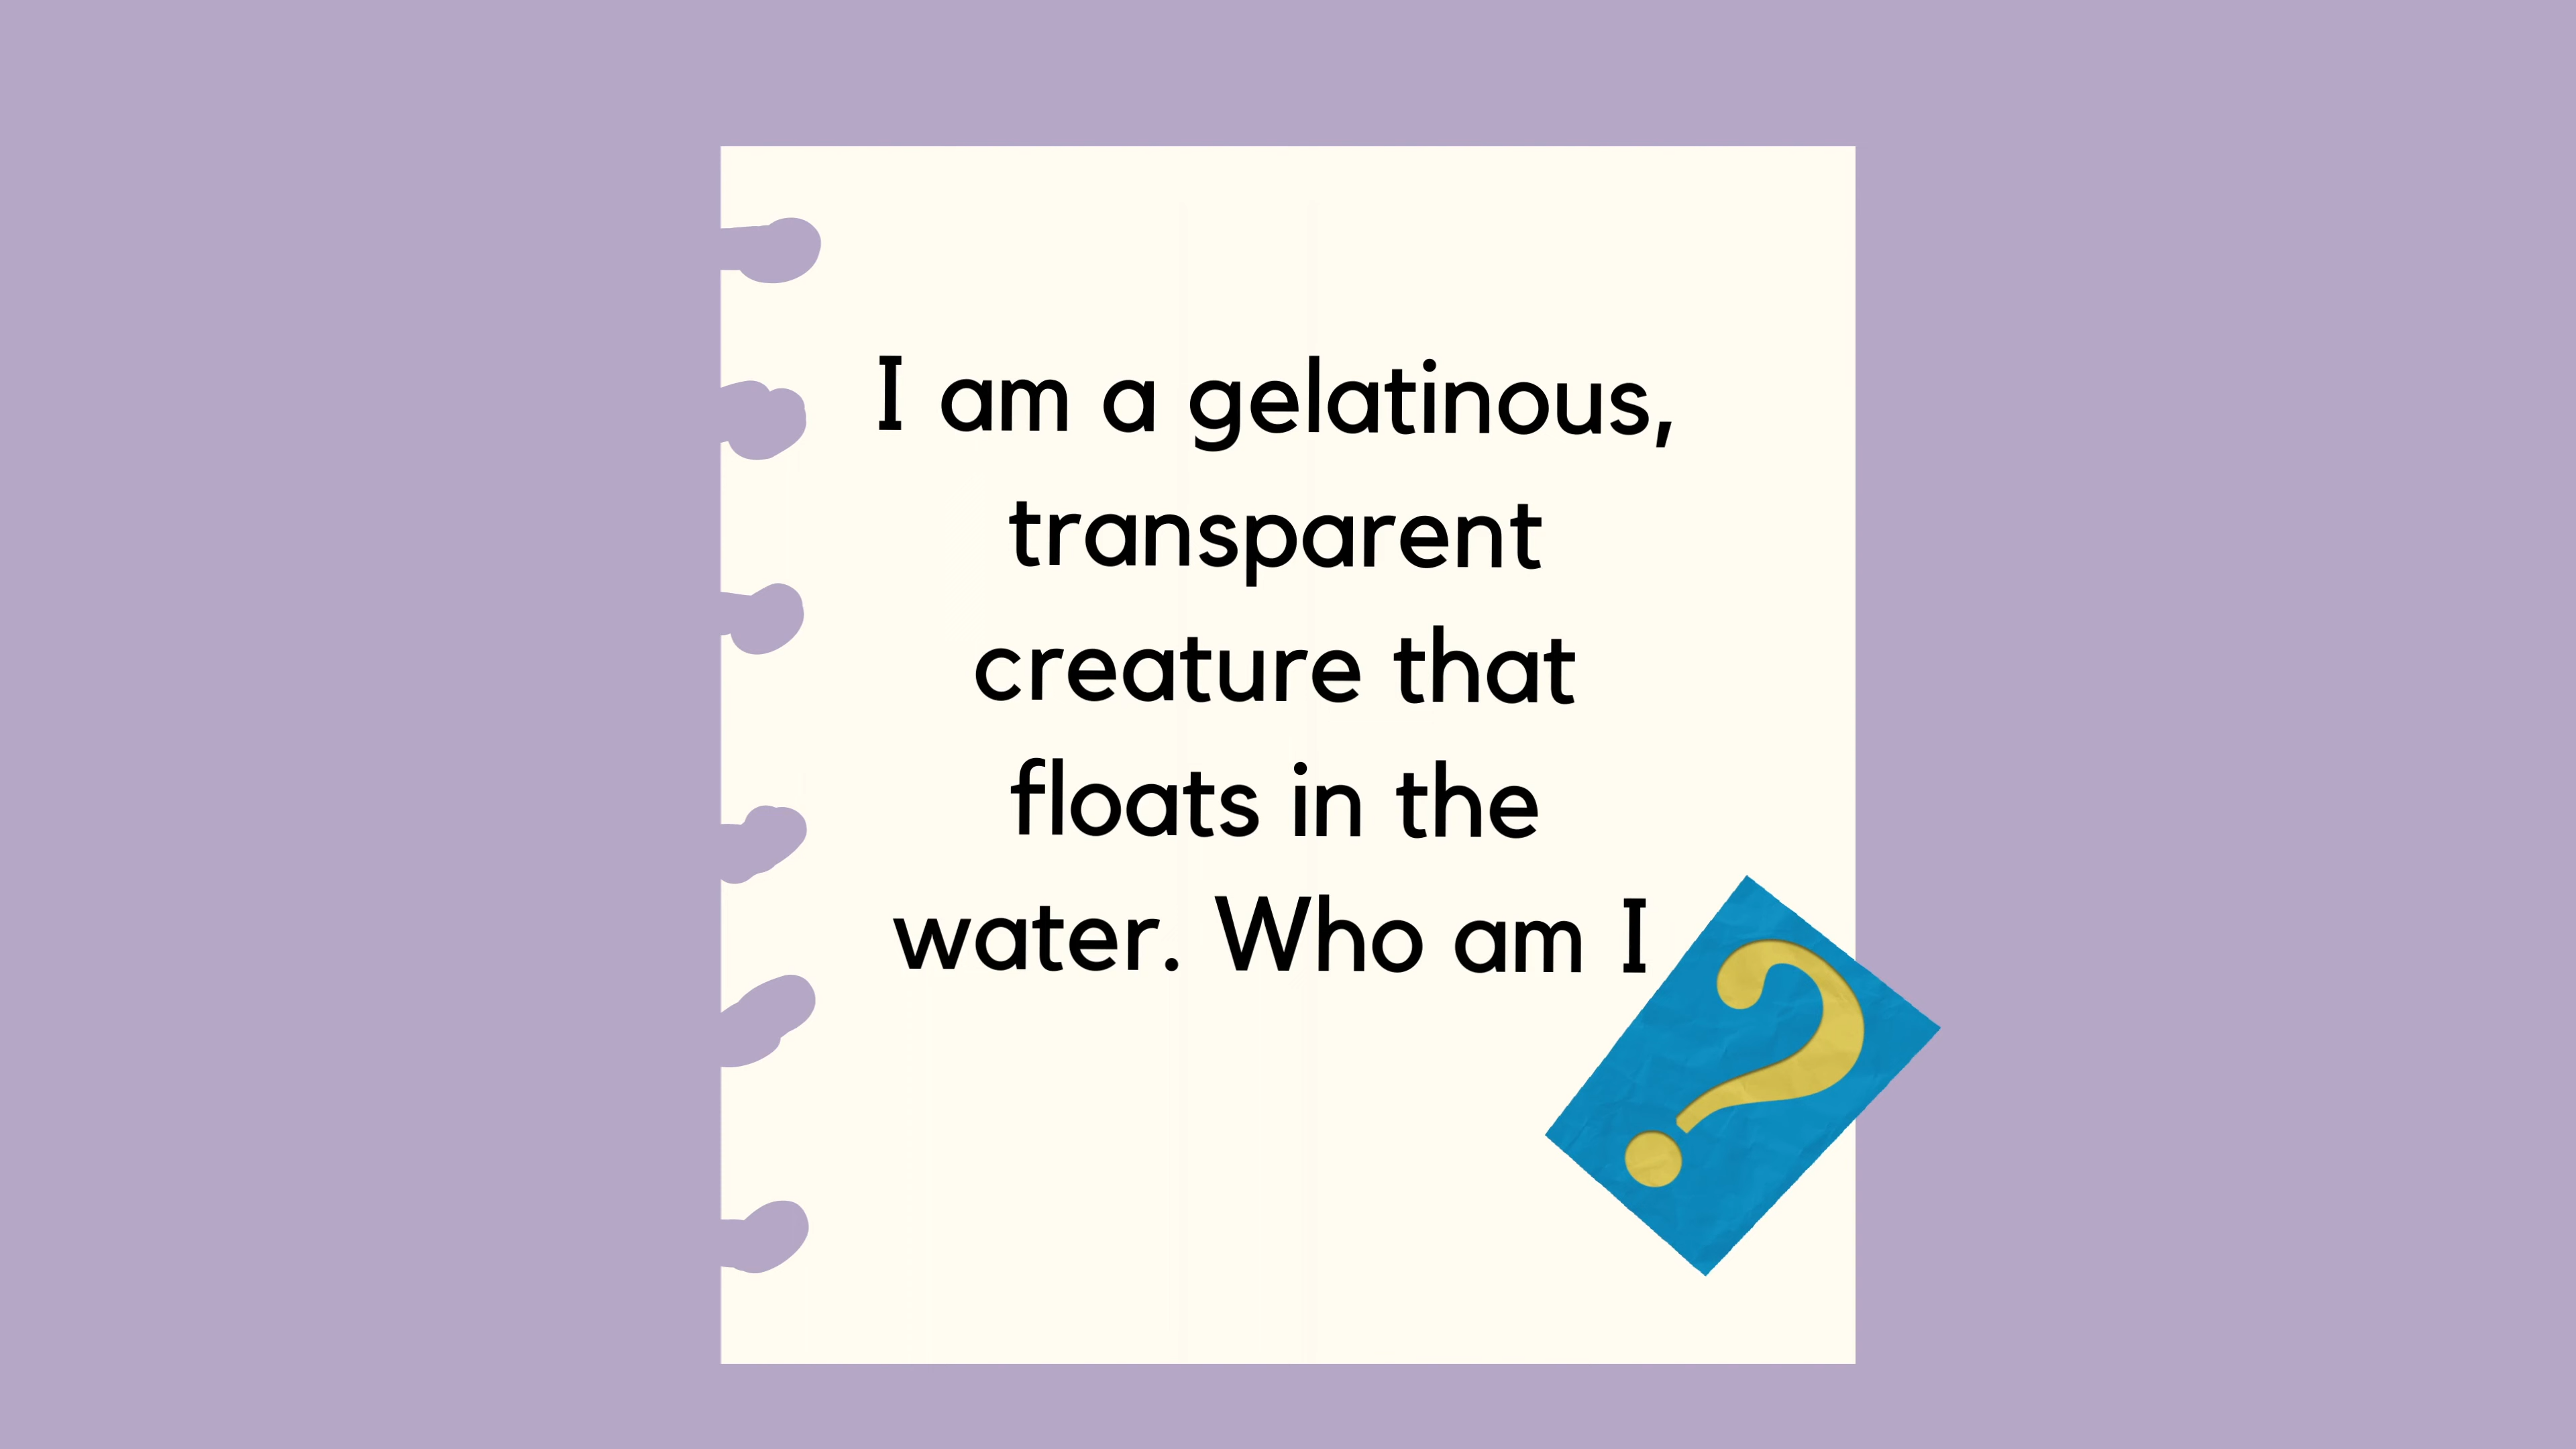 I am a gelatinous,
transparent
creature that
floats in the
water. Who am I
?